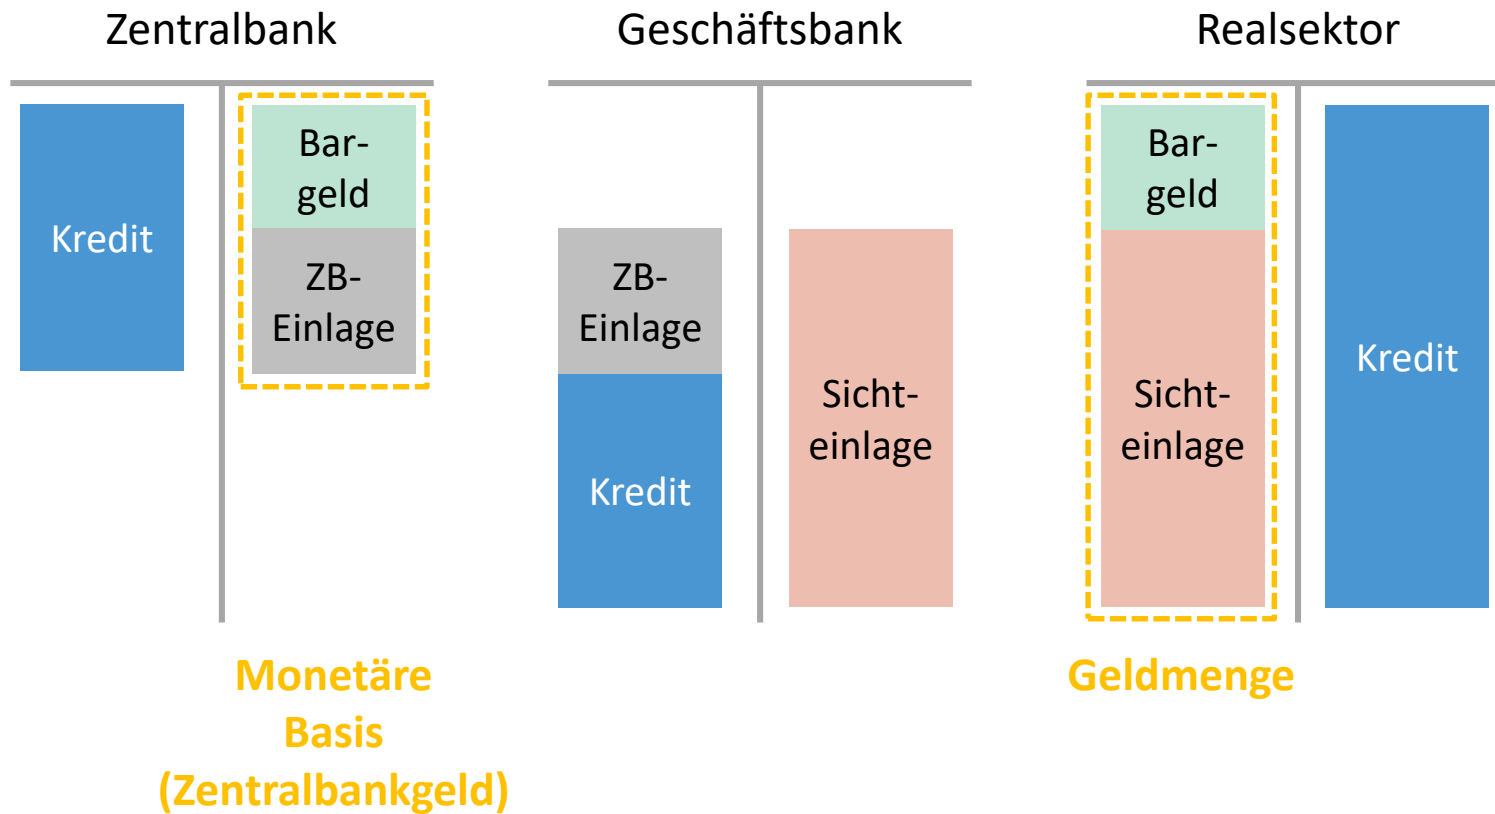 Zentralbank
Geschäftsbank
Realsektor
Kredit
Bar-
geld
ZB-
Einlage
ZB-
Einlage
Kredit
Sicht-
einlage
Bar-
geld
Sicht-
einlage
Kredit
Monetäre
Basis
(Zentralbankgeld)
Geldmenge